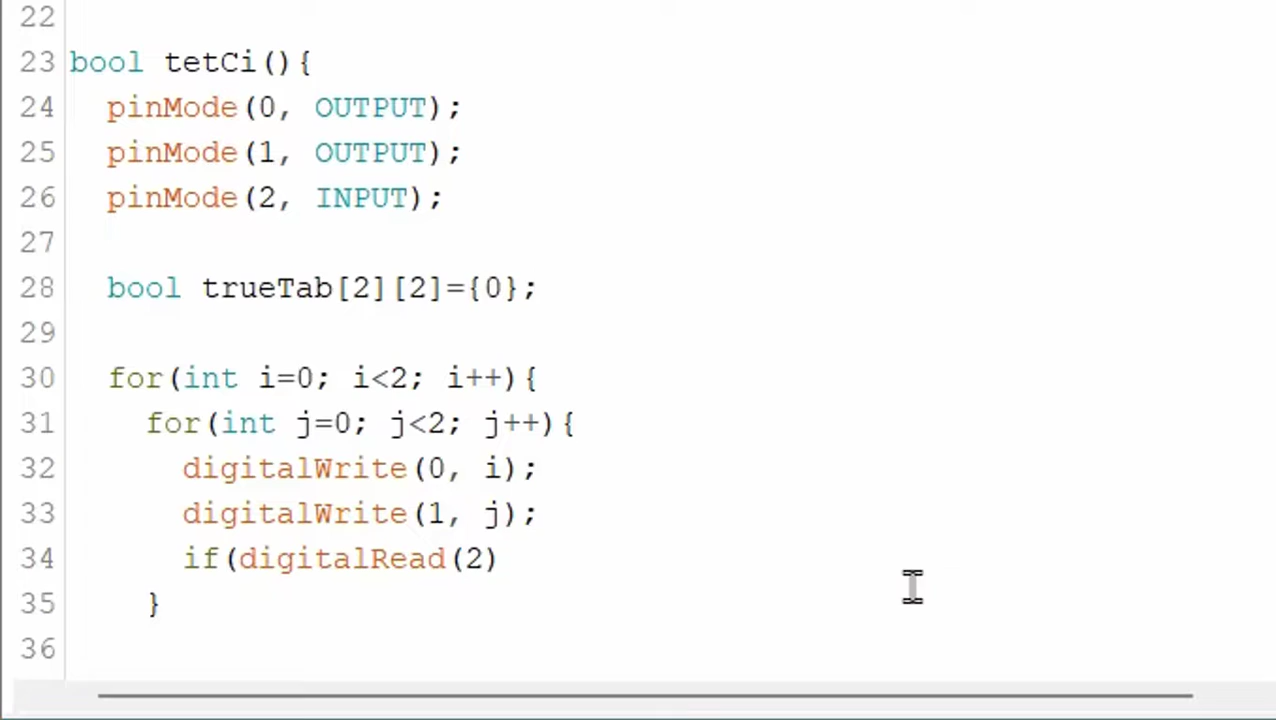 22
23 bool tetCi(){
24 pinMode(0, OUTPUT);
25 pinMode(1, OUTPUT);
26 pinMode(2, INPUT);
27
28 bool trueTab[2][2]={0};
29
30 for(int i=0; i<2; i++){
31 for(int j=0; j<2; j++){
32 digitalWrite(0, i);
33 digitalWrite(1, j);
34 if(digitalRead(2)
35 }
36